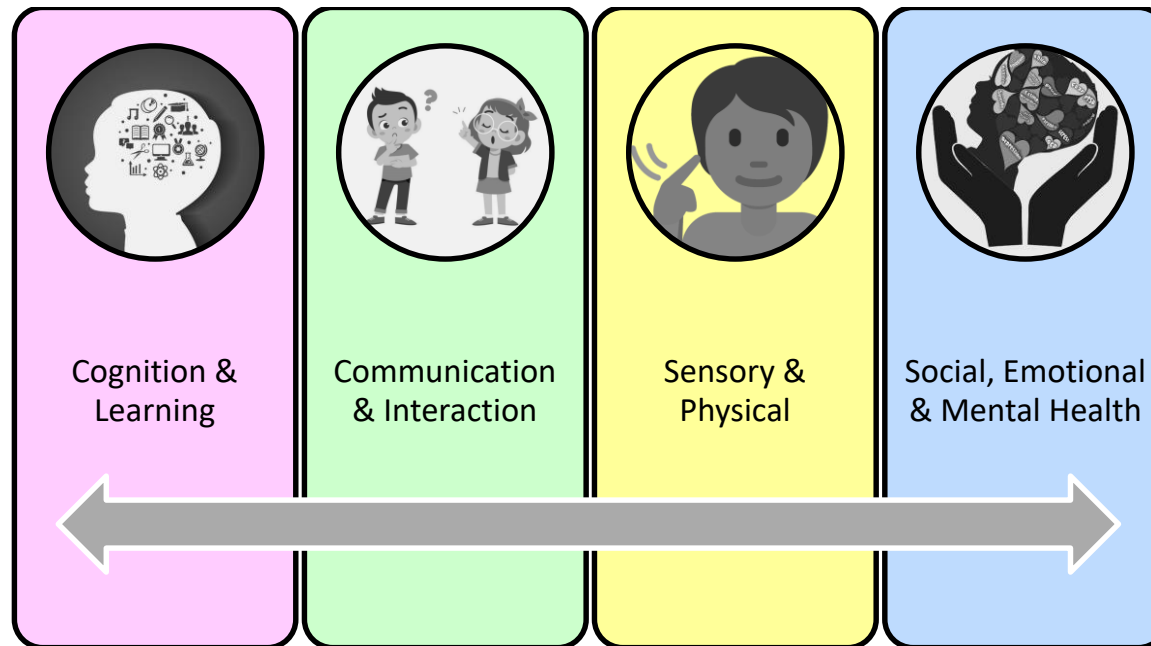 Cognition &
Learning
Communication
& Interaction
Sensory &
Physical
Social, Emotional
& Mental Health